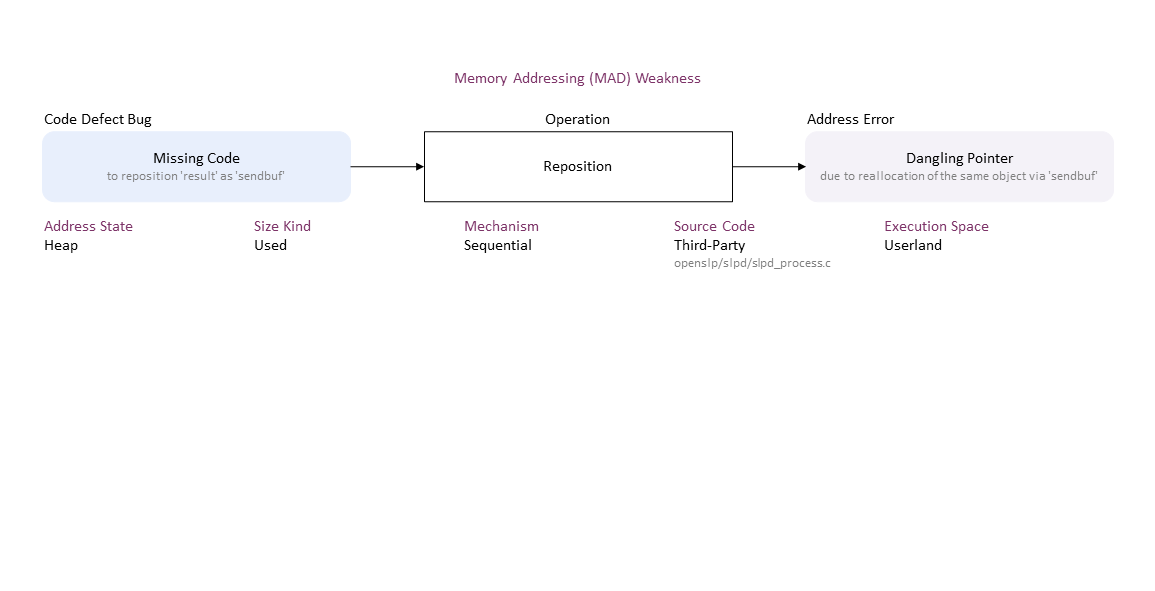 Memory Addressing (MAD) Weakness
Code Defect Bug
Operation
Address Error
Missing Code
to reposition 'result' as 'sendbuf'
Reposition
Dangling Pointer
due to reallocation of the same object via 'sendbuf'
Address State
Heap
Size Kind
Used
Mechanism
Sequential
Source Code
Third-Party
openslp/slpd/slpd_process.c
Execution Space
Userland